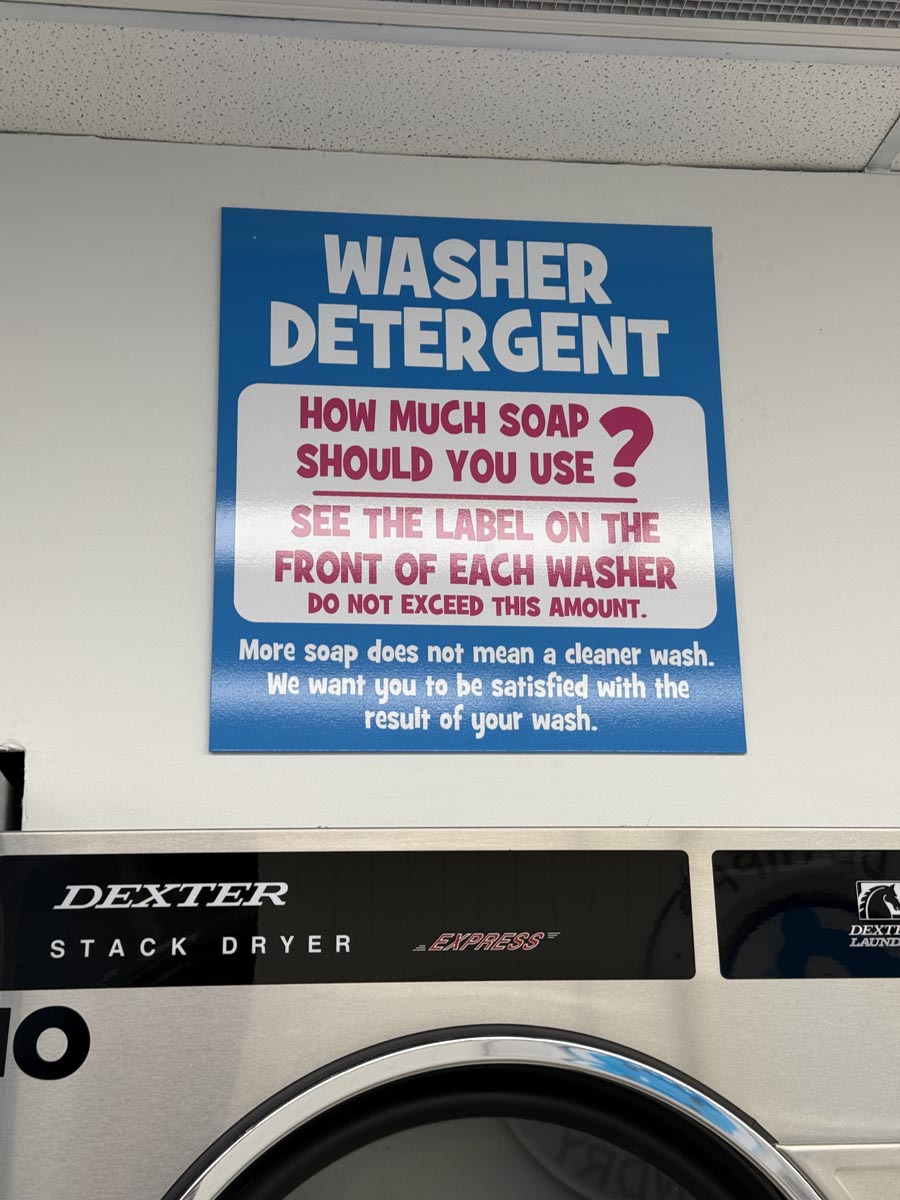 WASHER
DETERGENT
HOW MUCH SOAP
SHOULD YOU USE ?
SEE THE LABEL ON THE
FRONT OF EACH WASHER
DO NOT EXCEED THIS AMOUNT.
More soap does not mean a cleaner wash.
We want you to be satisfied with the
result of your wash.
DEXTER
STACK DRYER
EXPRESS
10